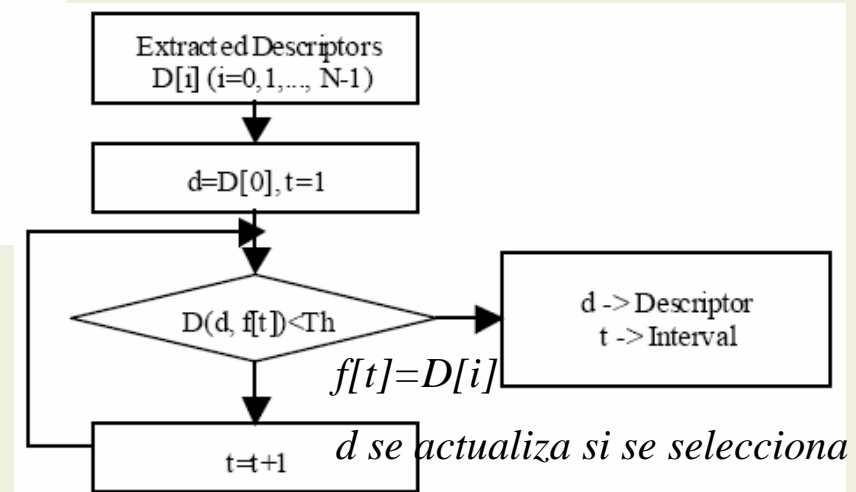 Extracted Descriptors
D[i] (i=0,1,..., N-1)
d=D[0], t=1
D(d, f[t])<Th
d -> Descriptor
t -> Interval
f[t]=D[i]
d se actualiza si se selecciona
t=t+1